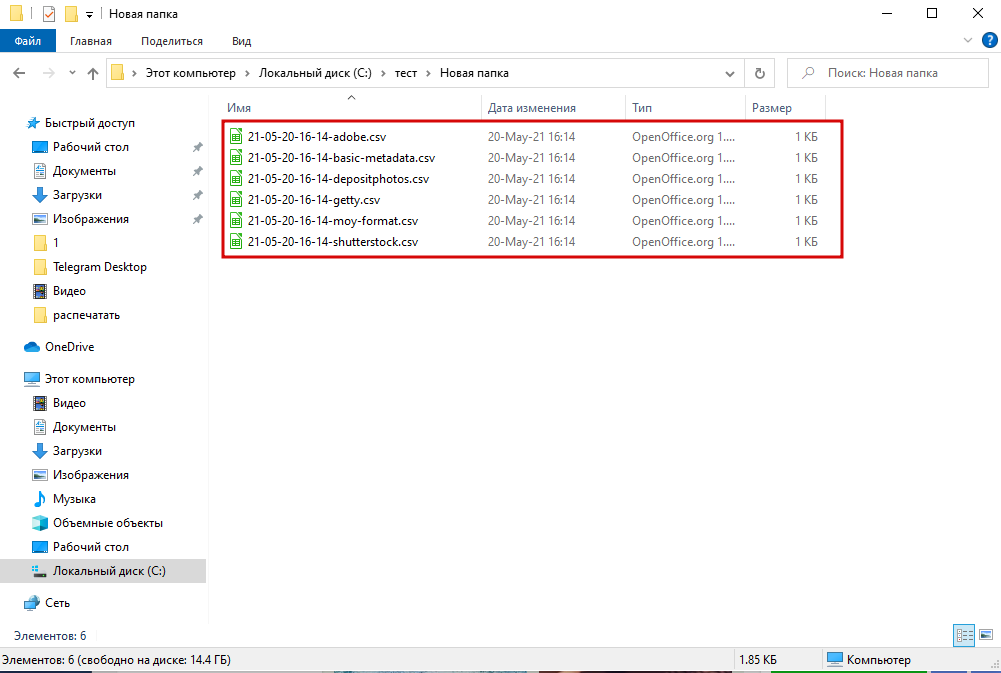 Новая папка
Файл Главная Поделиться Вид
Этот компьютер Локальный диск (C:) тест Новая папка Поиск: Новая папка
Имя Дата изменения Тип Размер
21-05-20-16-14-adobe.csv 20-May-21 16:14 OpenOffice.org 1.... 1 КБ
21-05-20-16-14-basic-metadata.csv 20-May-21 16:14 OpenOffice.org 1.... 1 КБ
21-05-20-16-14-depositphotos.csv 20-May-21 16:14 OpenOffice.org 1.... 1 КБ
21-05-20-16-14-getty.csv 20-May-21 16:14 OpenOffice.org 1.... 1 КБ
21-05-20-16-14-moy-format.csv 20-May-21 16:14 OpenOffice.org 1.... 1 КБ
21-05-20-16-14-shutterstock.csv 20-May-21 16:14 OpenOffice.org 1.... 1 КБ
Быстрый доступ
Рабочий стол
Документы
Загрузки
Изображения
1
Telegram Desktop
Видео
распечатать
OneDrive
Этот компьютер
Видео
Документы
Загрузки
Изображения
Музыка
Объемные объекты
Рабочий стол
Локальный диск (C:)
Сеть
Элементов: 6
Элементов: 6 (свободно на диске: 14.4 ГБ) 1.85 КБ Компьютер